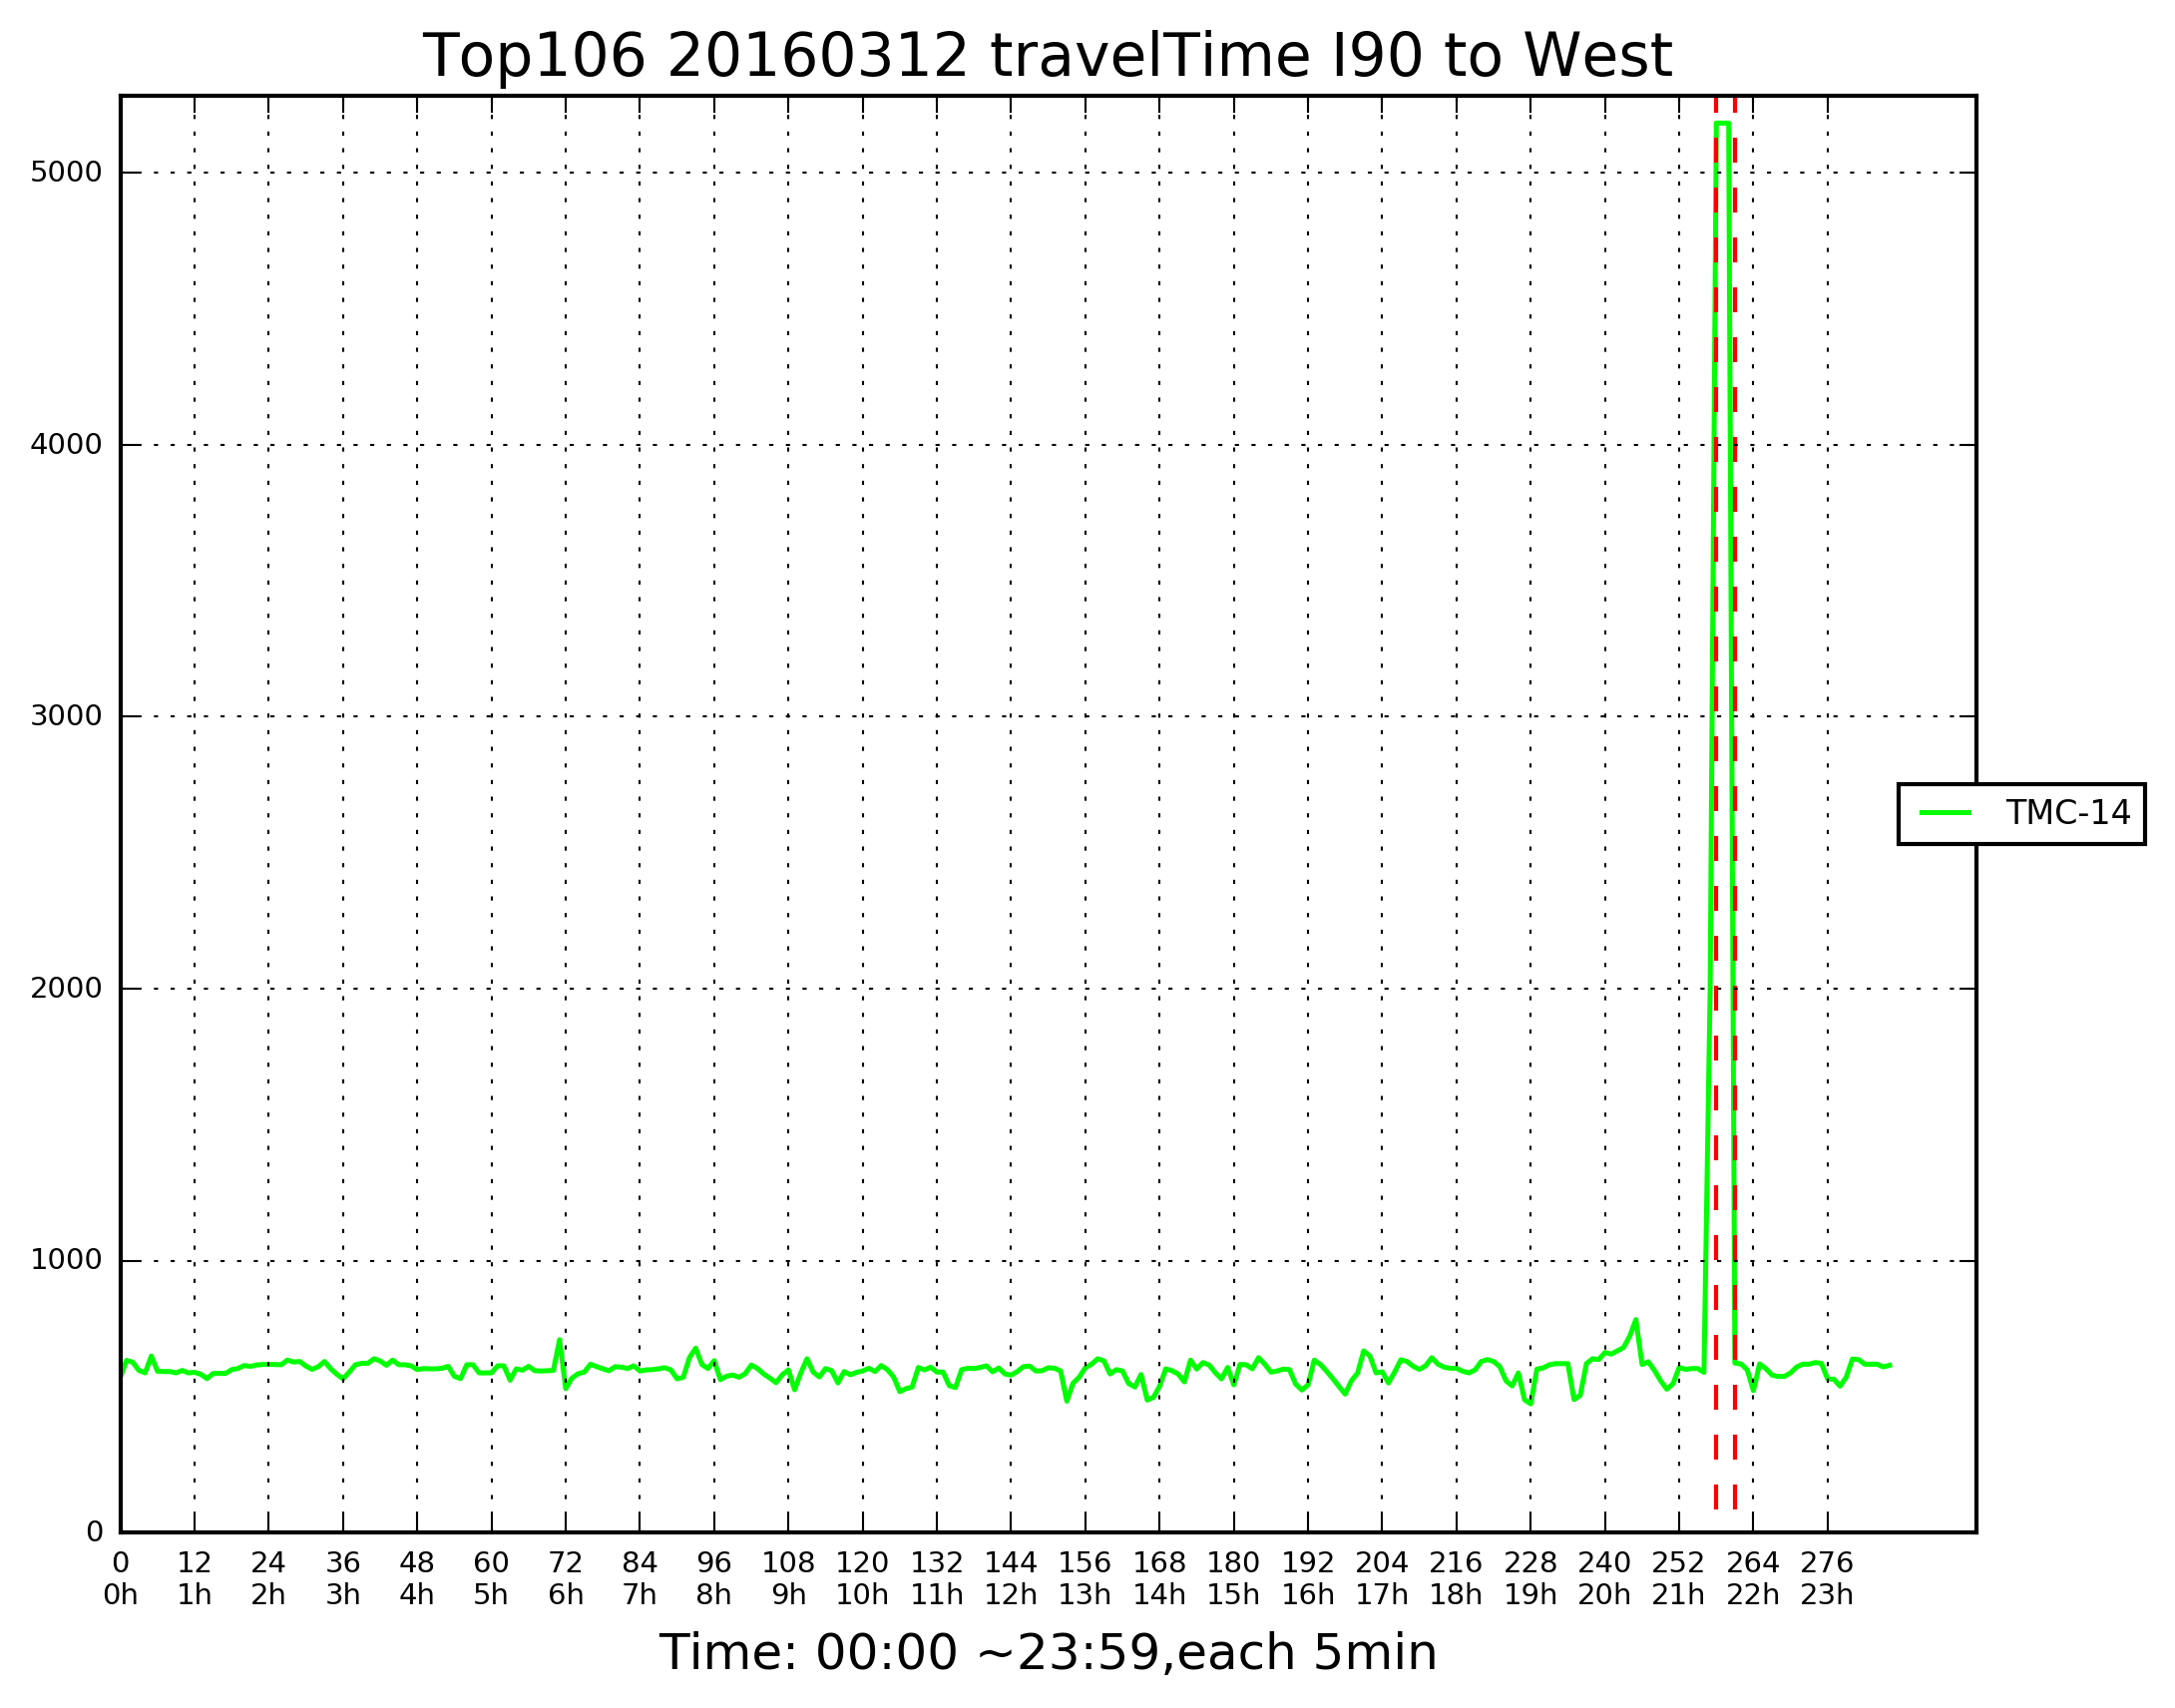 Top106 20160312 travelTime I90 to West
5000
4000
3000
2000
1000
0
TMC-14
0 12 24 36 48 60 72 84 96 108 120 132 144 156 168 180 192 204 216 228 240 252 264 276
0h 1h 2h 3h 4h 5h 6h 7h 8h 9h 10h 11h 12h 13h 14h 15h 16h 17h 18h 19h 20h 21h 22h 23h
Time: 00:00 ~23:59,each 5min